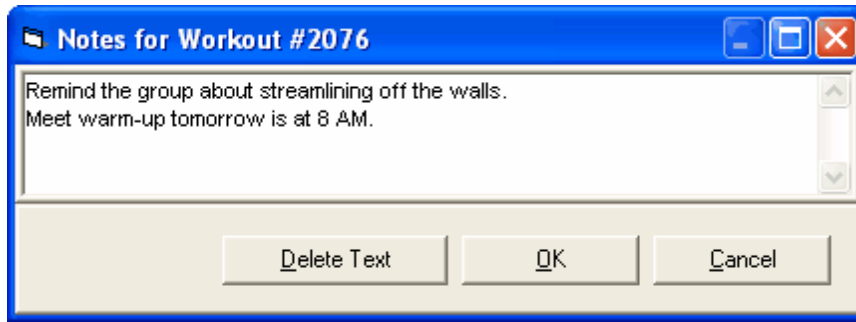 Notes for Workout #2076
Remind the group about streamlining off the walls.
Meet warm-up tomorrow is at 8 AM.
Delete Text
OK
Cancel